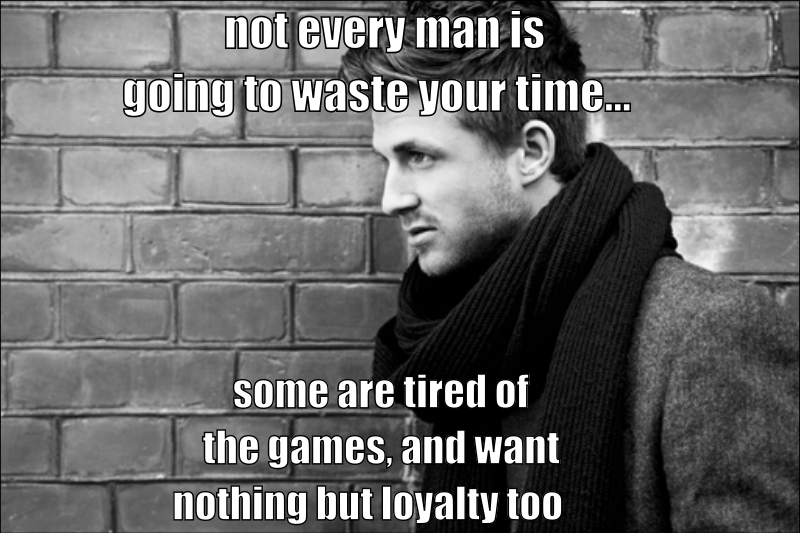 not every man is
going to waste your time...
some are tired of
the games, and want
nothing but loyalty too